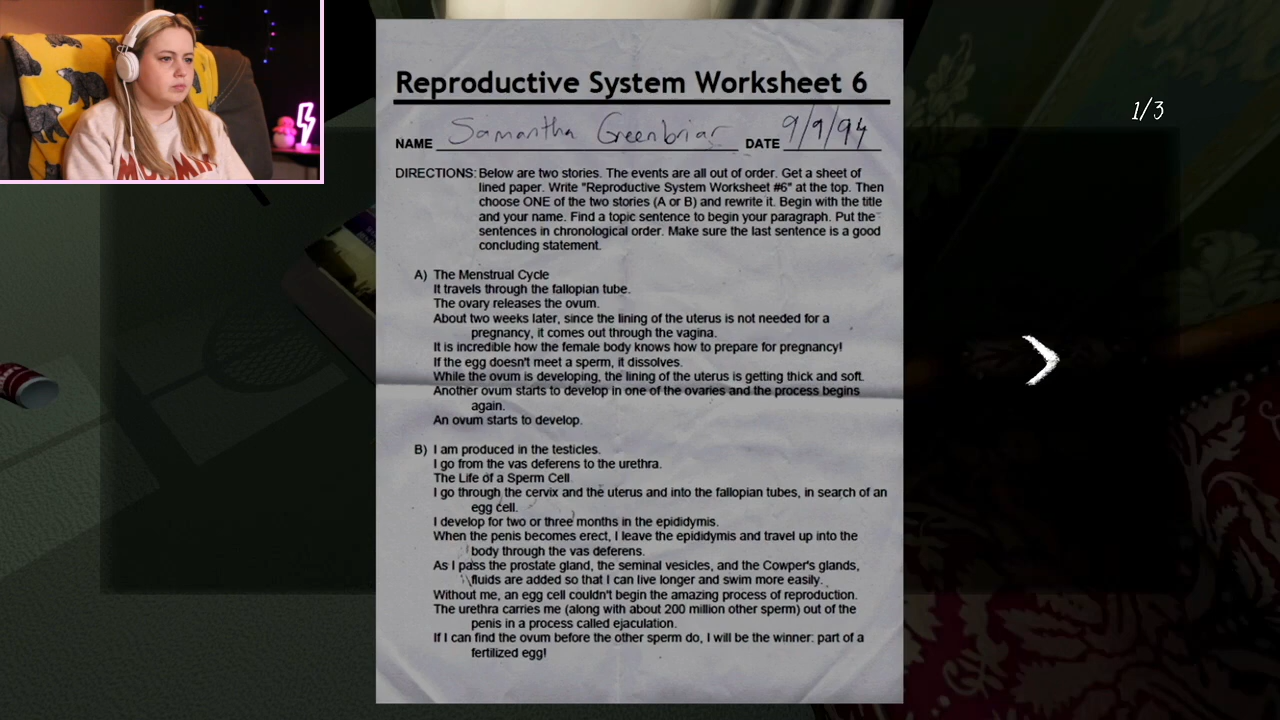 Reproductive System Worksheet 6
1/3
NAME Samantha Greenbriar DATE 9/9/94
DIRECTIONS: Below are two stories. The events are all out of order. Get a sheet of
lined paper. Write "Reproductive System Worksheet #6" at the top. Then
choose ONE of the two stories (A or B) and rewrite it. Begin with the title
and your name. Find a topic sentence to begin your paragraph. Put the
sentences in chronological order. Make sure the last sentence is a good
concluding statement.
A) The Menstrual Cycle
It travels through the fallopian tube.
The ovary releases the ovum.
About two weeks later, since the lining of the uterus is not needed for a
pregnancy, it comes out through the vagina.
It is incredible how the female body knows how to prepare for pregnancy!
If the egg doesn't meet a sperm, it dissolves.
While the ovum is developing, the lining of the uterus is getting thick and soft.
Another ovum starts to develop in one of the ovaries and the process begins
again.
An ovum starts to develop.
B) I am produced in the testicles.
I go from the vas deferens to the urethra.
The Life of a Sperm Cell
I go through the cervix and the uterus and into the fallopian tubes, in search of an
egg cell.
I develop for two or three months in the epididymis.
When the penis becomes erect, I leave the epididymis and travel up into the
body through the vas deferens.
As I pass the prostate gland, the seminal vesicles, and the Cowper's glands,
fluids are added so that I can live longer and swim more easily.
Without me, an egg cell couldn't begin the amazing process of reproduction.
The urethra carries me (along with about 200 million other sperm) out of the
penis in a process called ejaculation.
If I can find the ovum before the other sperm do, I will be the winner: part of a
fertilized egg!